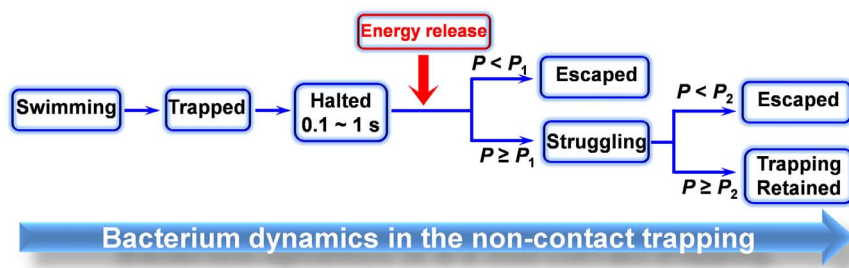 Energy release
P < P1
Escaped
Swimming
Trapped
Halted
0.1 ~ 1 s
P ≥ P1
Struggling
P < P2
Escaped
P ≥ P2
Trapping
Retained
Bacterium dynamics in the non-contact trapping